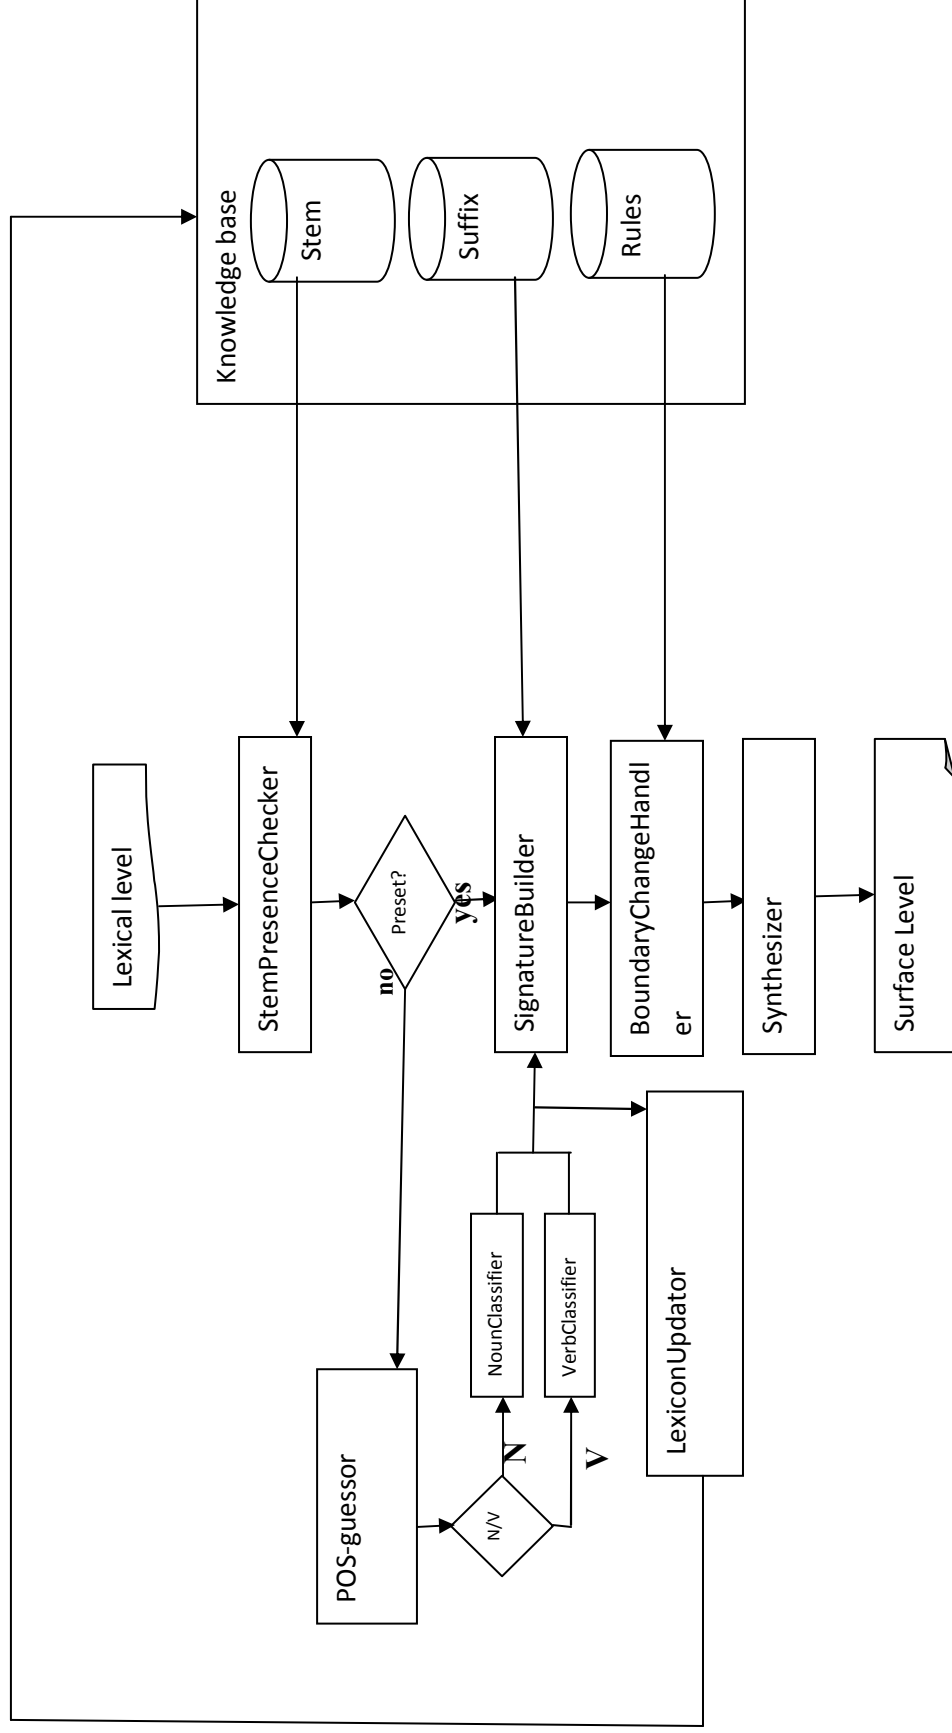 Lexical level
StemPresenceChecker
Preset?
no
yes
SignatureBuilder
BoundaryChangeHandl
er
Synthesizer
Surface Level
POS-guessor
N/V
N
V
NounClassifier
VerbClassifier
LexiconUpdator
Knowledge base
Stem
Suffix
Rules